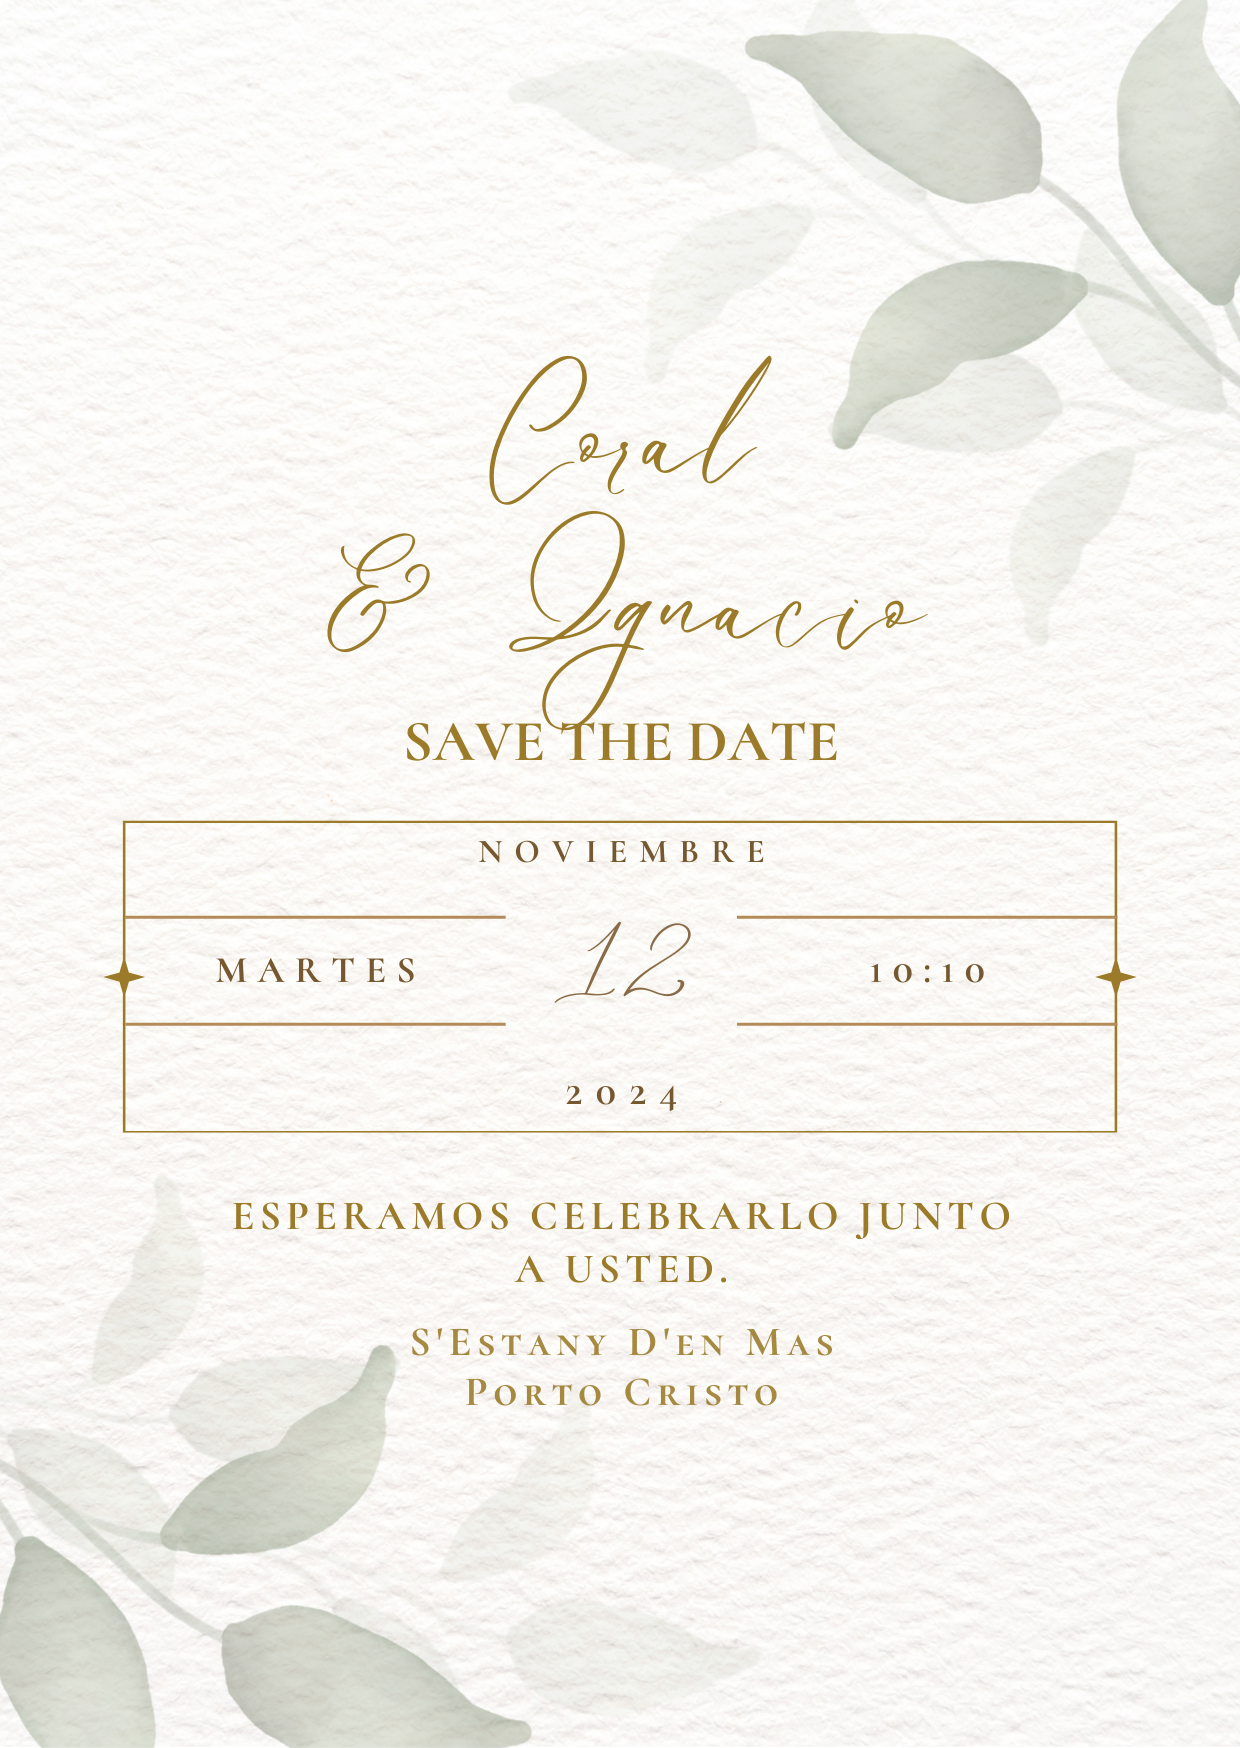 Coral
& Ignacio
SAVE THE DATE
NOVIEMBRE
MARTES 12 10:10
2024
ESPERAMOS CELEBRARLO JUNTO
A USTED.
S'Estany D'en Mas
Porto Cristo